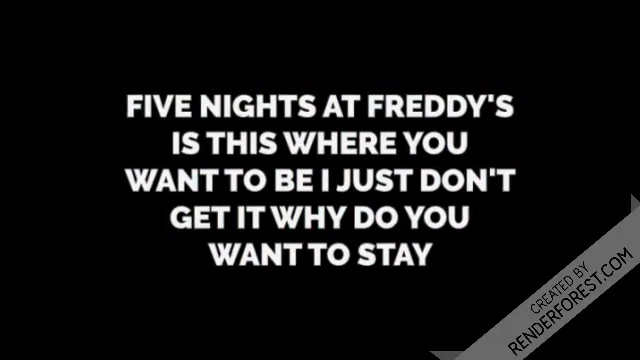 FIVE NIGHTS AT FREDDY'S
IS THIS WHERE YOU
WANT TO BE I JUST DON'T
GET IT WHY DO YOU
WANT TO STAY
CREATED BY
RENDERFOREST.COM